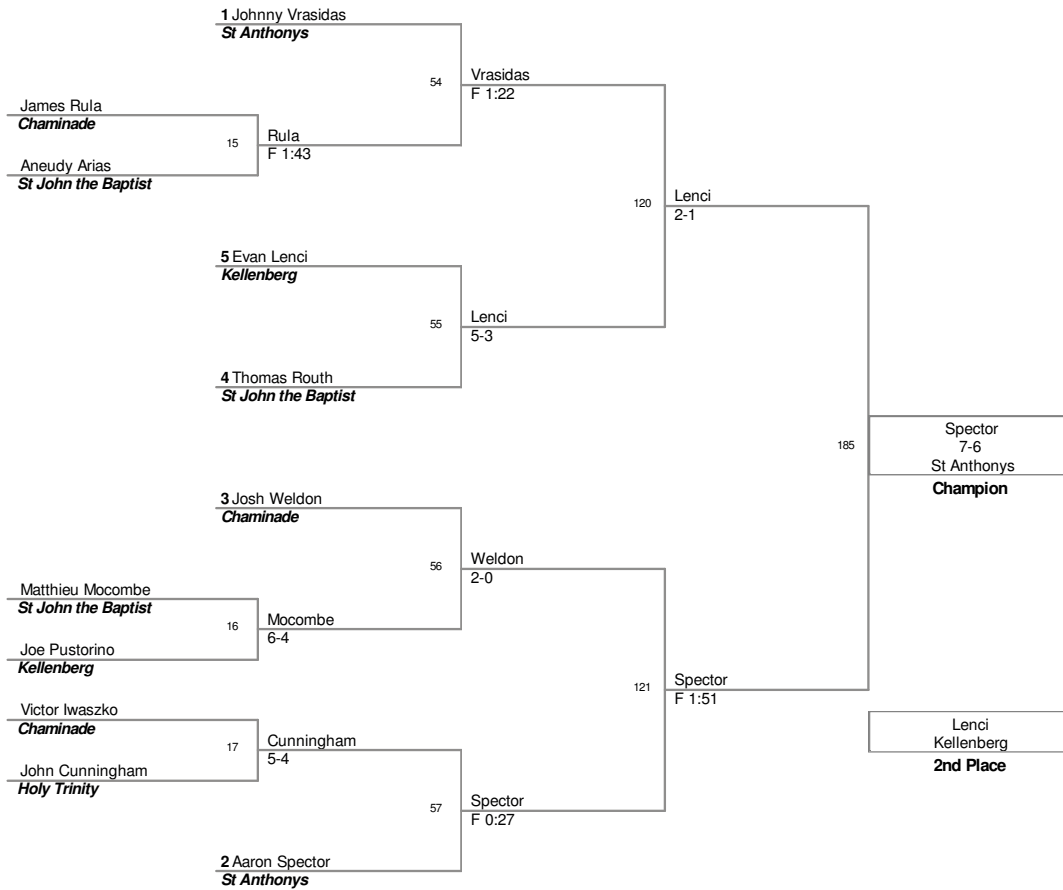 1 Johnny Vrasidas
St Anthonys
54
Vrasidas
F 1:22
James Rula
Chaminade
15
Rula
F 1:43
Aneudy Arias
St John the Baptist
120
Lenci
2-1
5 Evan Lenci
Kellenberg
55
Lenci
5-3
4 Thomas Routh
St John the Baptist
185
Spector
7-6
St Anthonys
Champion
3 Josh Weldon
Chaminade
56
Weldon
2-0
Matthieu Mocombe
St John the Baptist
16
Mocombe
6-4
Joe Pustorino
Kellenberg
121
Spector
F 1:51
Victor Iwaszko
Chaminade
17
Cunningham
5-4
John Cunningham
Holy Trinity
Lenci
Kellenberg
2nd Place
57
Spector
F 0:27
2 Aaron Spector
St Anthonys